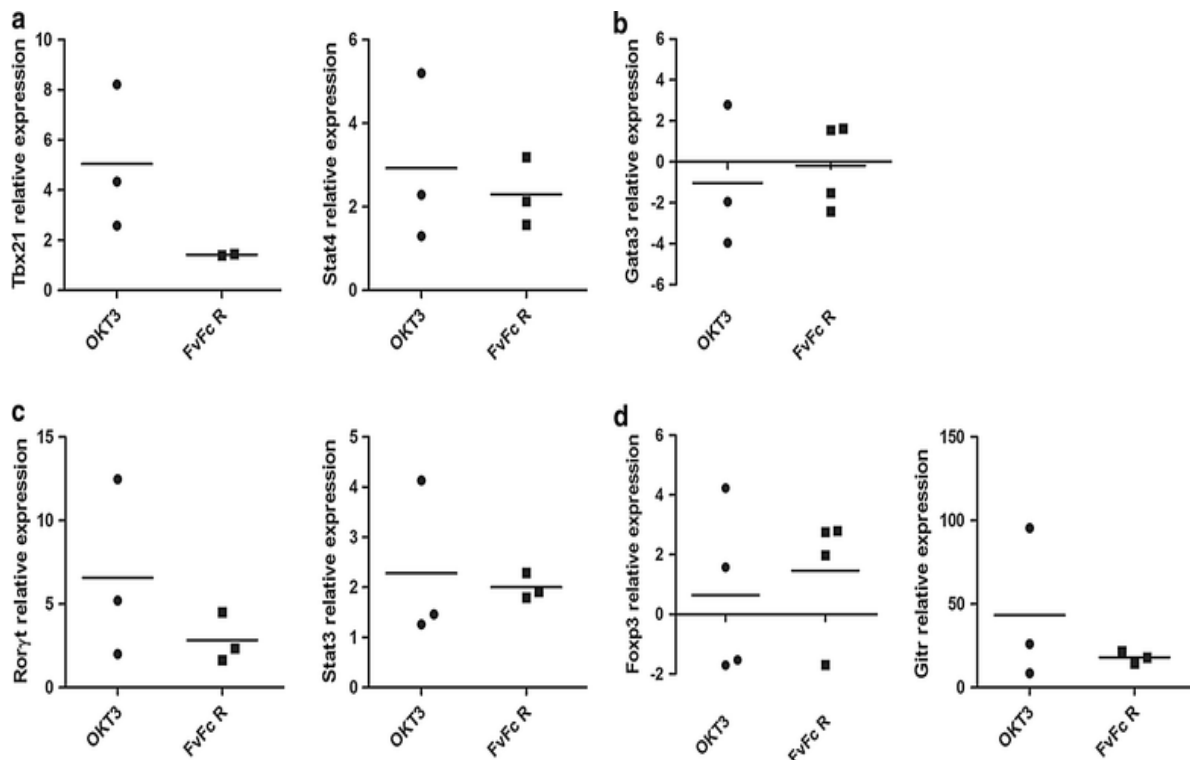 a
Tbx21 relative expression
10
8
6
4
2
0
OKT3
FvFc R
Stat4 relative expression
6
4
2
0
OKT3
FvFc R
b
Gata3 relative expression
6
4
2
0
-2
-4
-6
OKT3
FvFc R
c
Rorγt relative expression
15
10
5
0
OKT3
FvFc R
Stat3 relative expression
5
4
3
2
1
0
OKT3
FvFc R
d
Foxp3 relative expression
6
4
2
0
-2
OKT3
FvFc R
Gitr relative expression
150
100
50
0
OKT3
FvFc R